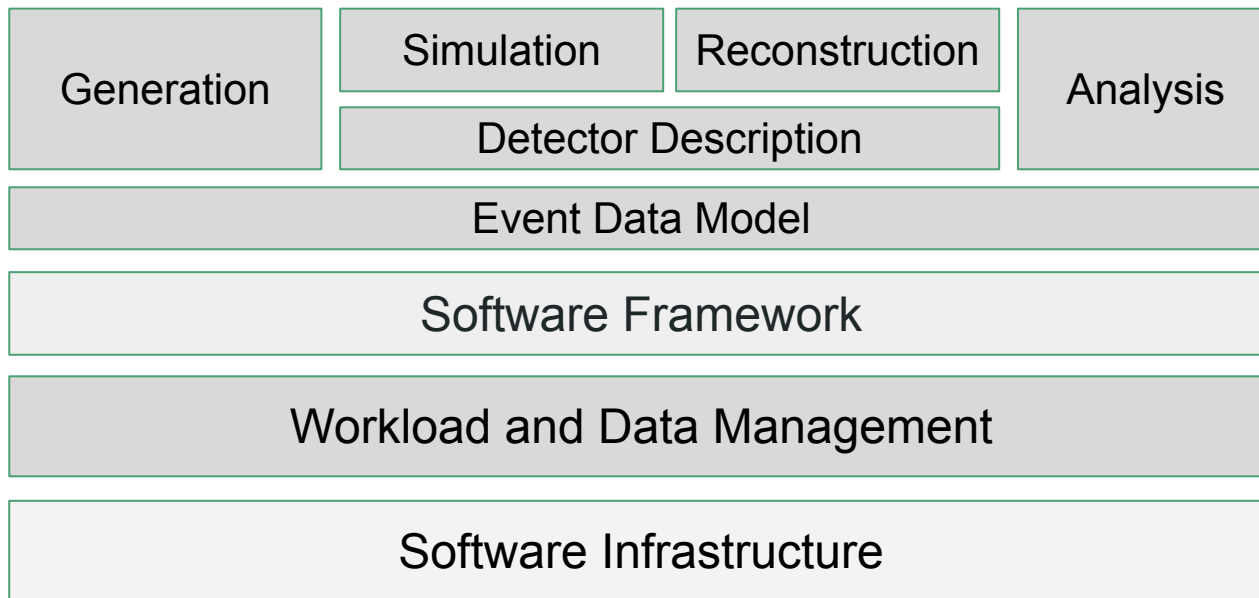 Generation
Simulation
Reconstruction
Analysis
Detector Description
Event Data Model
Software Framework
Workload and Data Management
Software Infrastructure